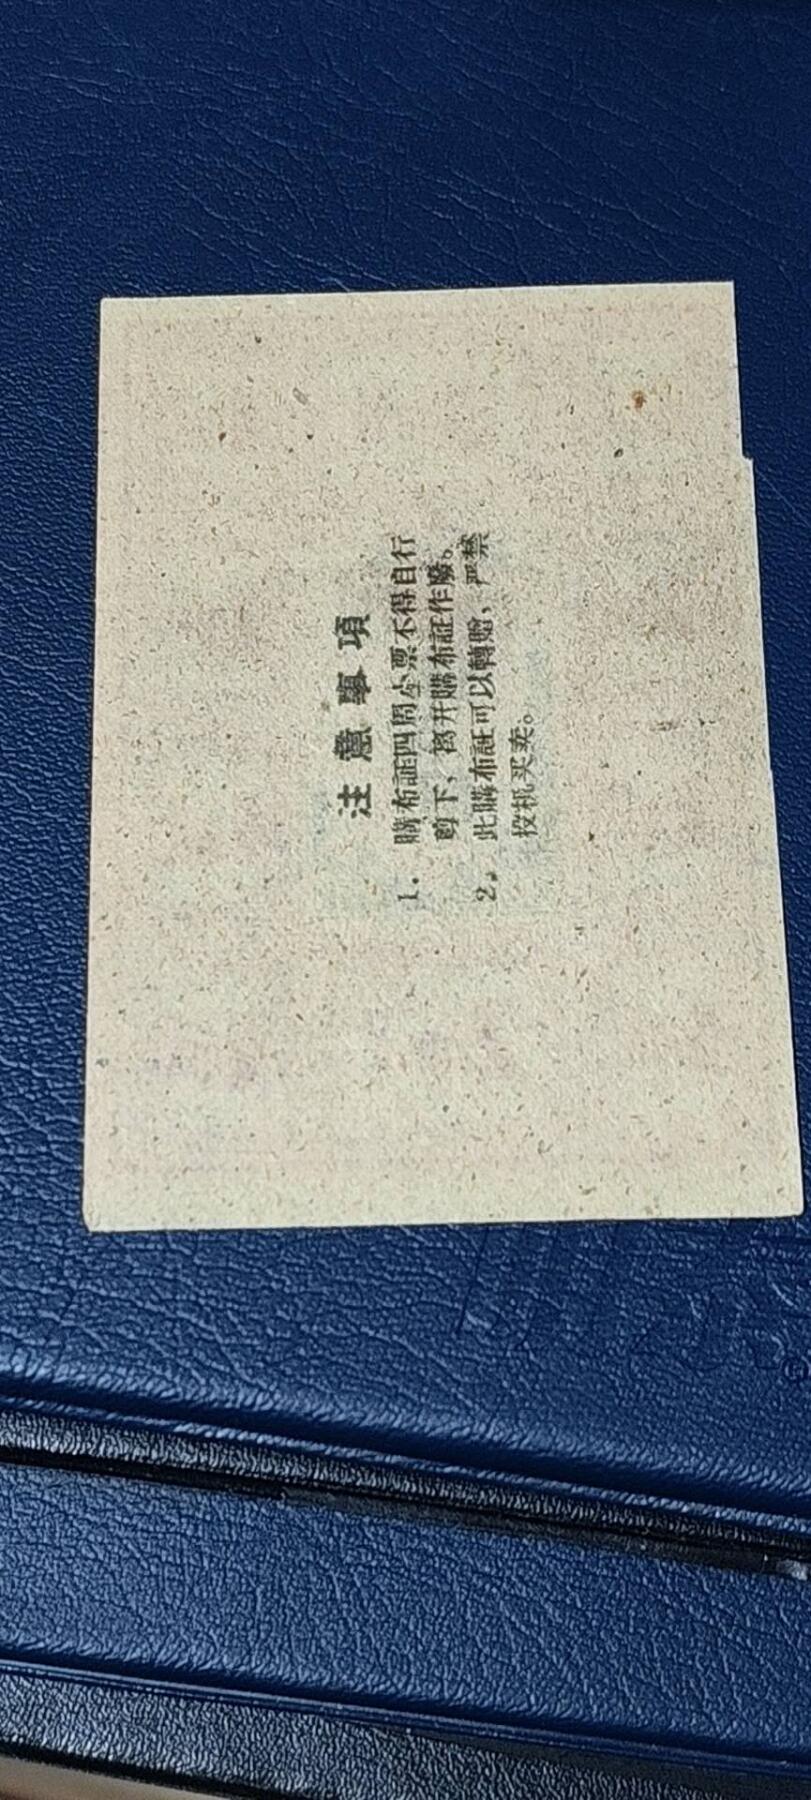 注意事項
1. 購布証四周小票不得自行
剪下，离开購布証作廢。
2. 此購布証可以轉贈，严禁
投机买卖。